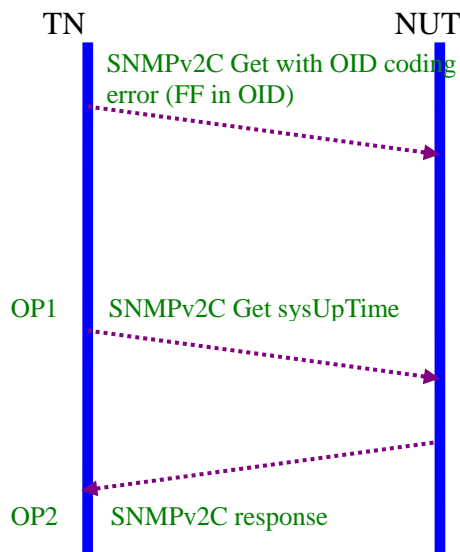 TN NUT
SNMPv2C Get with OID coding
error (FF in OID)
OP1 SNMPv2C Get sysUpTime
OP2 SNMPv2C response